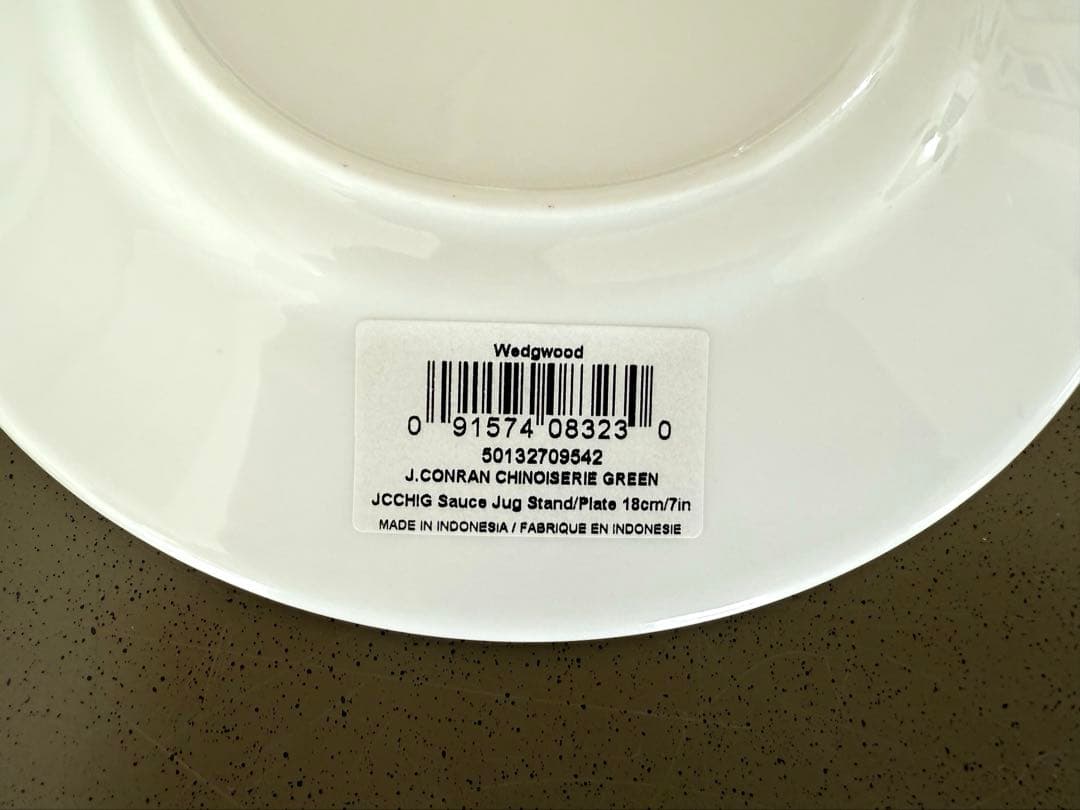 Wedgwood
0 91574 08323 0
50132709542
J.CONRAN CHINOISERIE GREEN
JCCHIG Sauce Jug Stand/Plate 18cm/7in
MADE IN INDONESIA / FABRIQUE EN INDONESIE